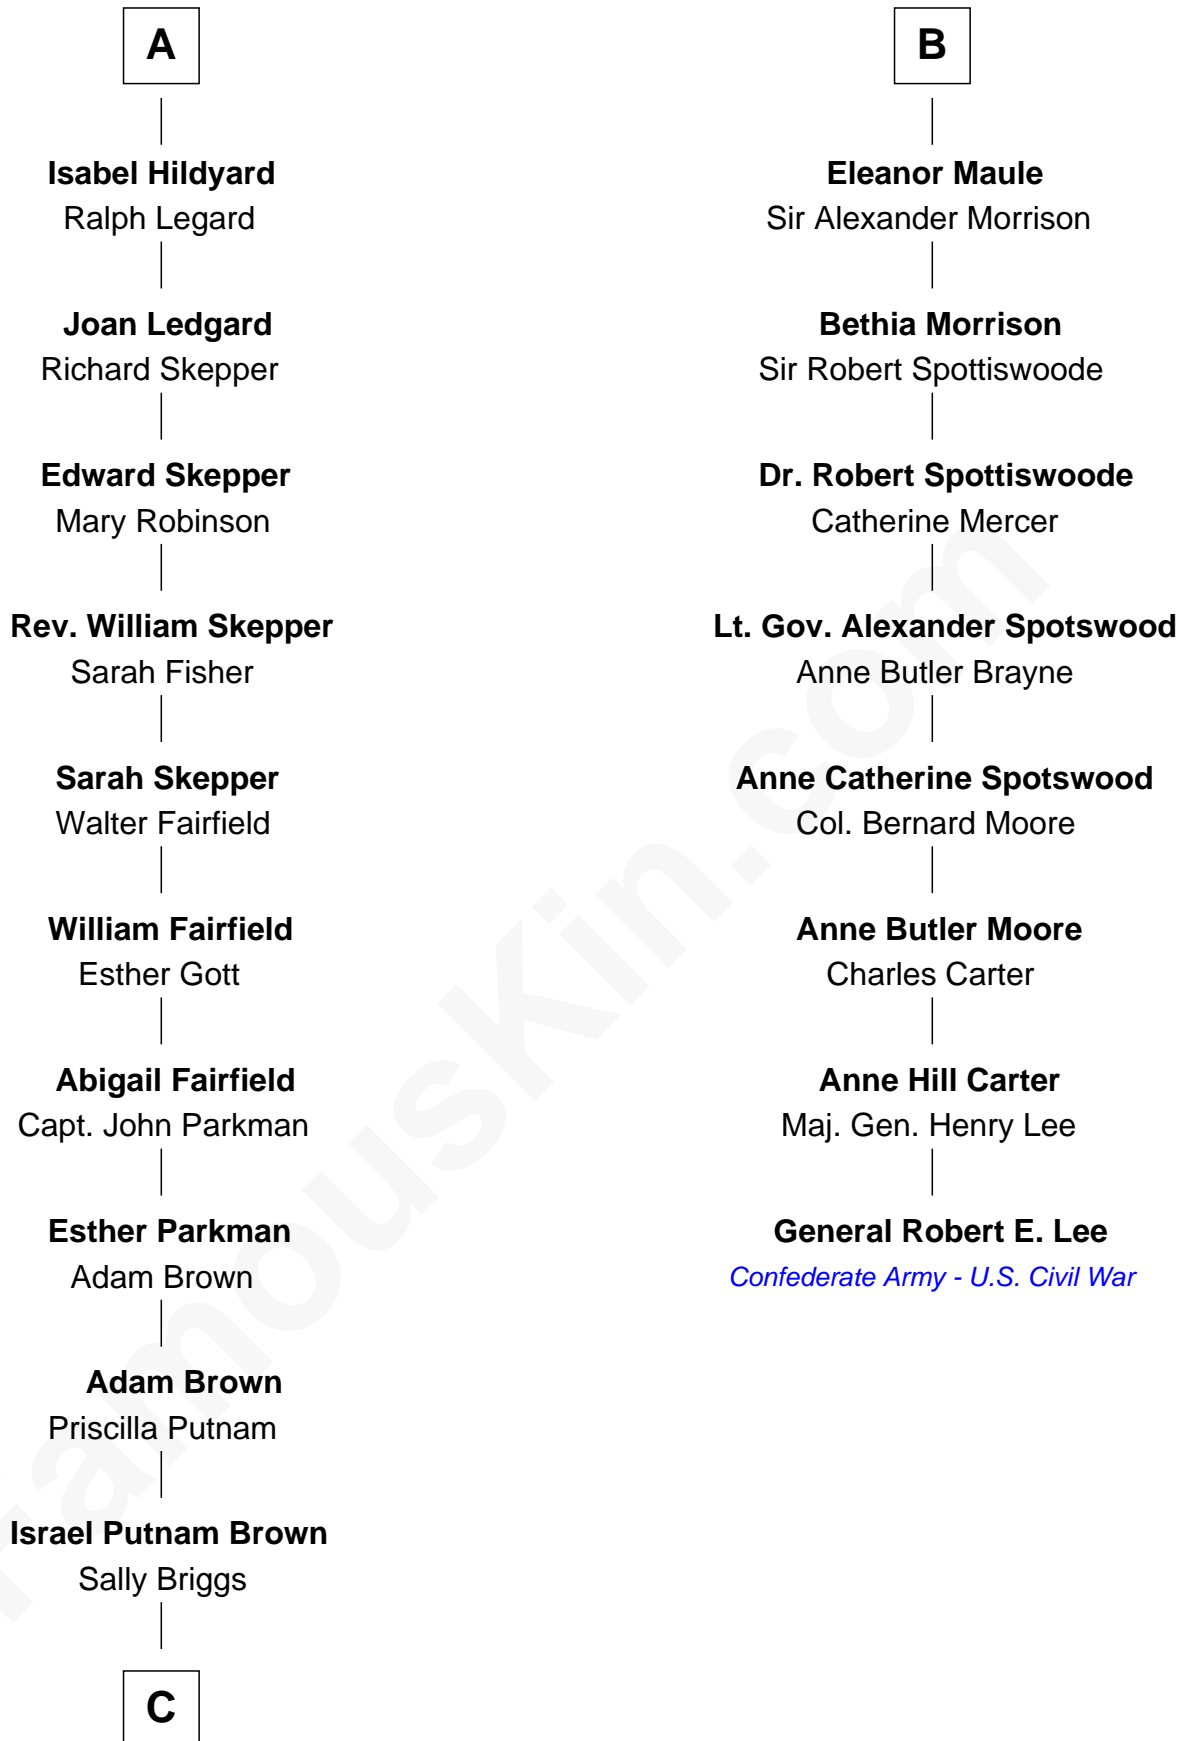 A
Isabel Hildyard
Ralph Legard
Joan Ledgard
Richard Skepper
Edward Skepper
Mary Robinson
Rev. William Skepper
Sarah Fisher
Sarah Skepper
Walter Fairfield
William Fairfield
Esther Gott
Abigail Fairfield
Capt. John Parkman
Esther Parkman
Adam Brown
Adam Brown
Priscilla Putnam
Israel Putnam Brown
Sally Briggs
C
B
Eleanor Maule
Sir Alexander Morrison
Bethia Morrison
Sir Robert Spottiswoode
Dr. Robert Spottiswoode
Catherine Mercer
Lt. Gov. Alexander Spotswood
Anne Butler Brayne
Anne Catherine Spotswood
Col. Bernard Moore
Anne Butler Moore
Charles Carter
Anne Hill Carter
Maj. Gen. Henry Lee
General Robert E. Lee
Confederate Army - U.S. Civil War
FamousKin.com